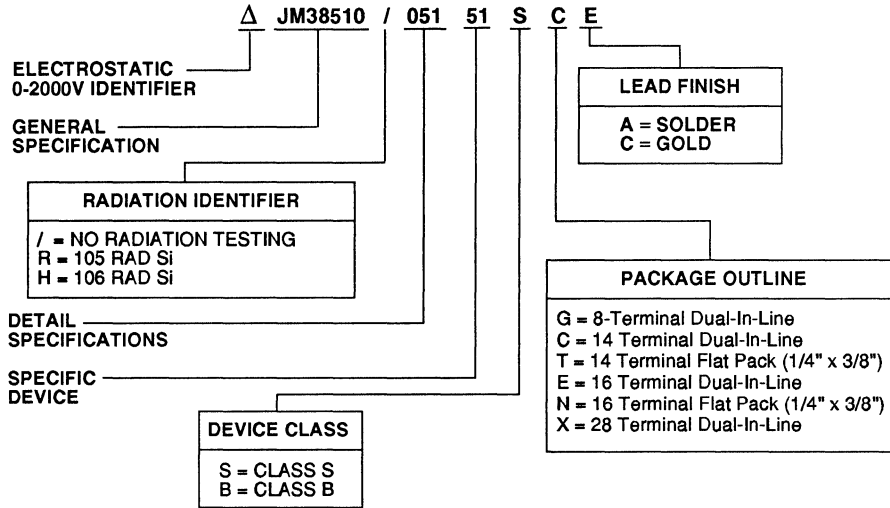 Δ JM38510 / 051 51 S C E
ELECTROSTATIC
0-2000V IDENTIFIER
GENERAL
SPECIFICATION
RADIATION IDENTIFIER
/ = NO RADIATION TESTING
R = 105 RAD Si
H = 106 RAD Si
DETAIL
SPECIFICATIONS
SPECIFIC
DEVICE
DEVICE CLASS
S = CLASS S
B = CLASS B
LEAD FINISH
A = SOLDER
C = GOLD
PACKAGE OUTLINE
G = 8-Terminal Dual-In-Line
C = 14 Terminal Dual-In-Line
T = 14 Terminal Flat Pack (1/4" x 3/8")
E = 16 Terminal Dual-In-Line
N = 16 Terminal Flat Pack (1/4" x 3/8")
X = 28 Terminal Dual-In-Line